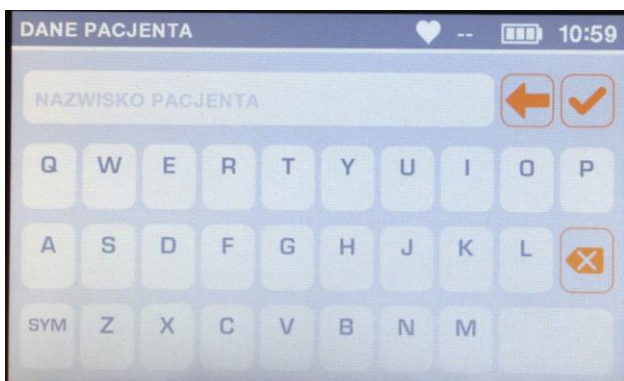 DANE PACJENTA -- 10:59
NAZWISKO PACJENTA
Q W E R T Y U I O P
A S D F G H J K L
SYM Z X C V B N M